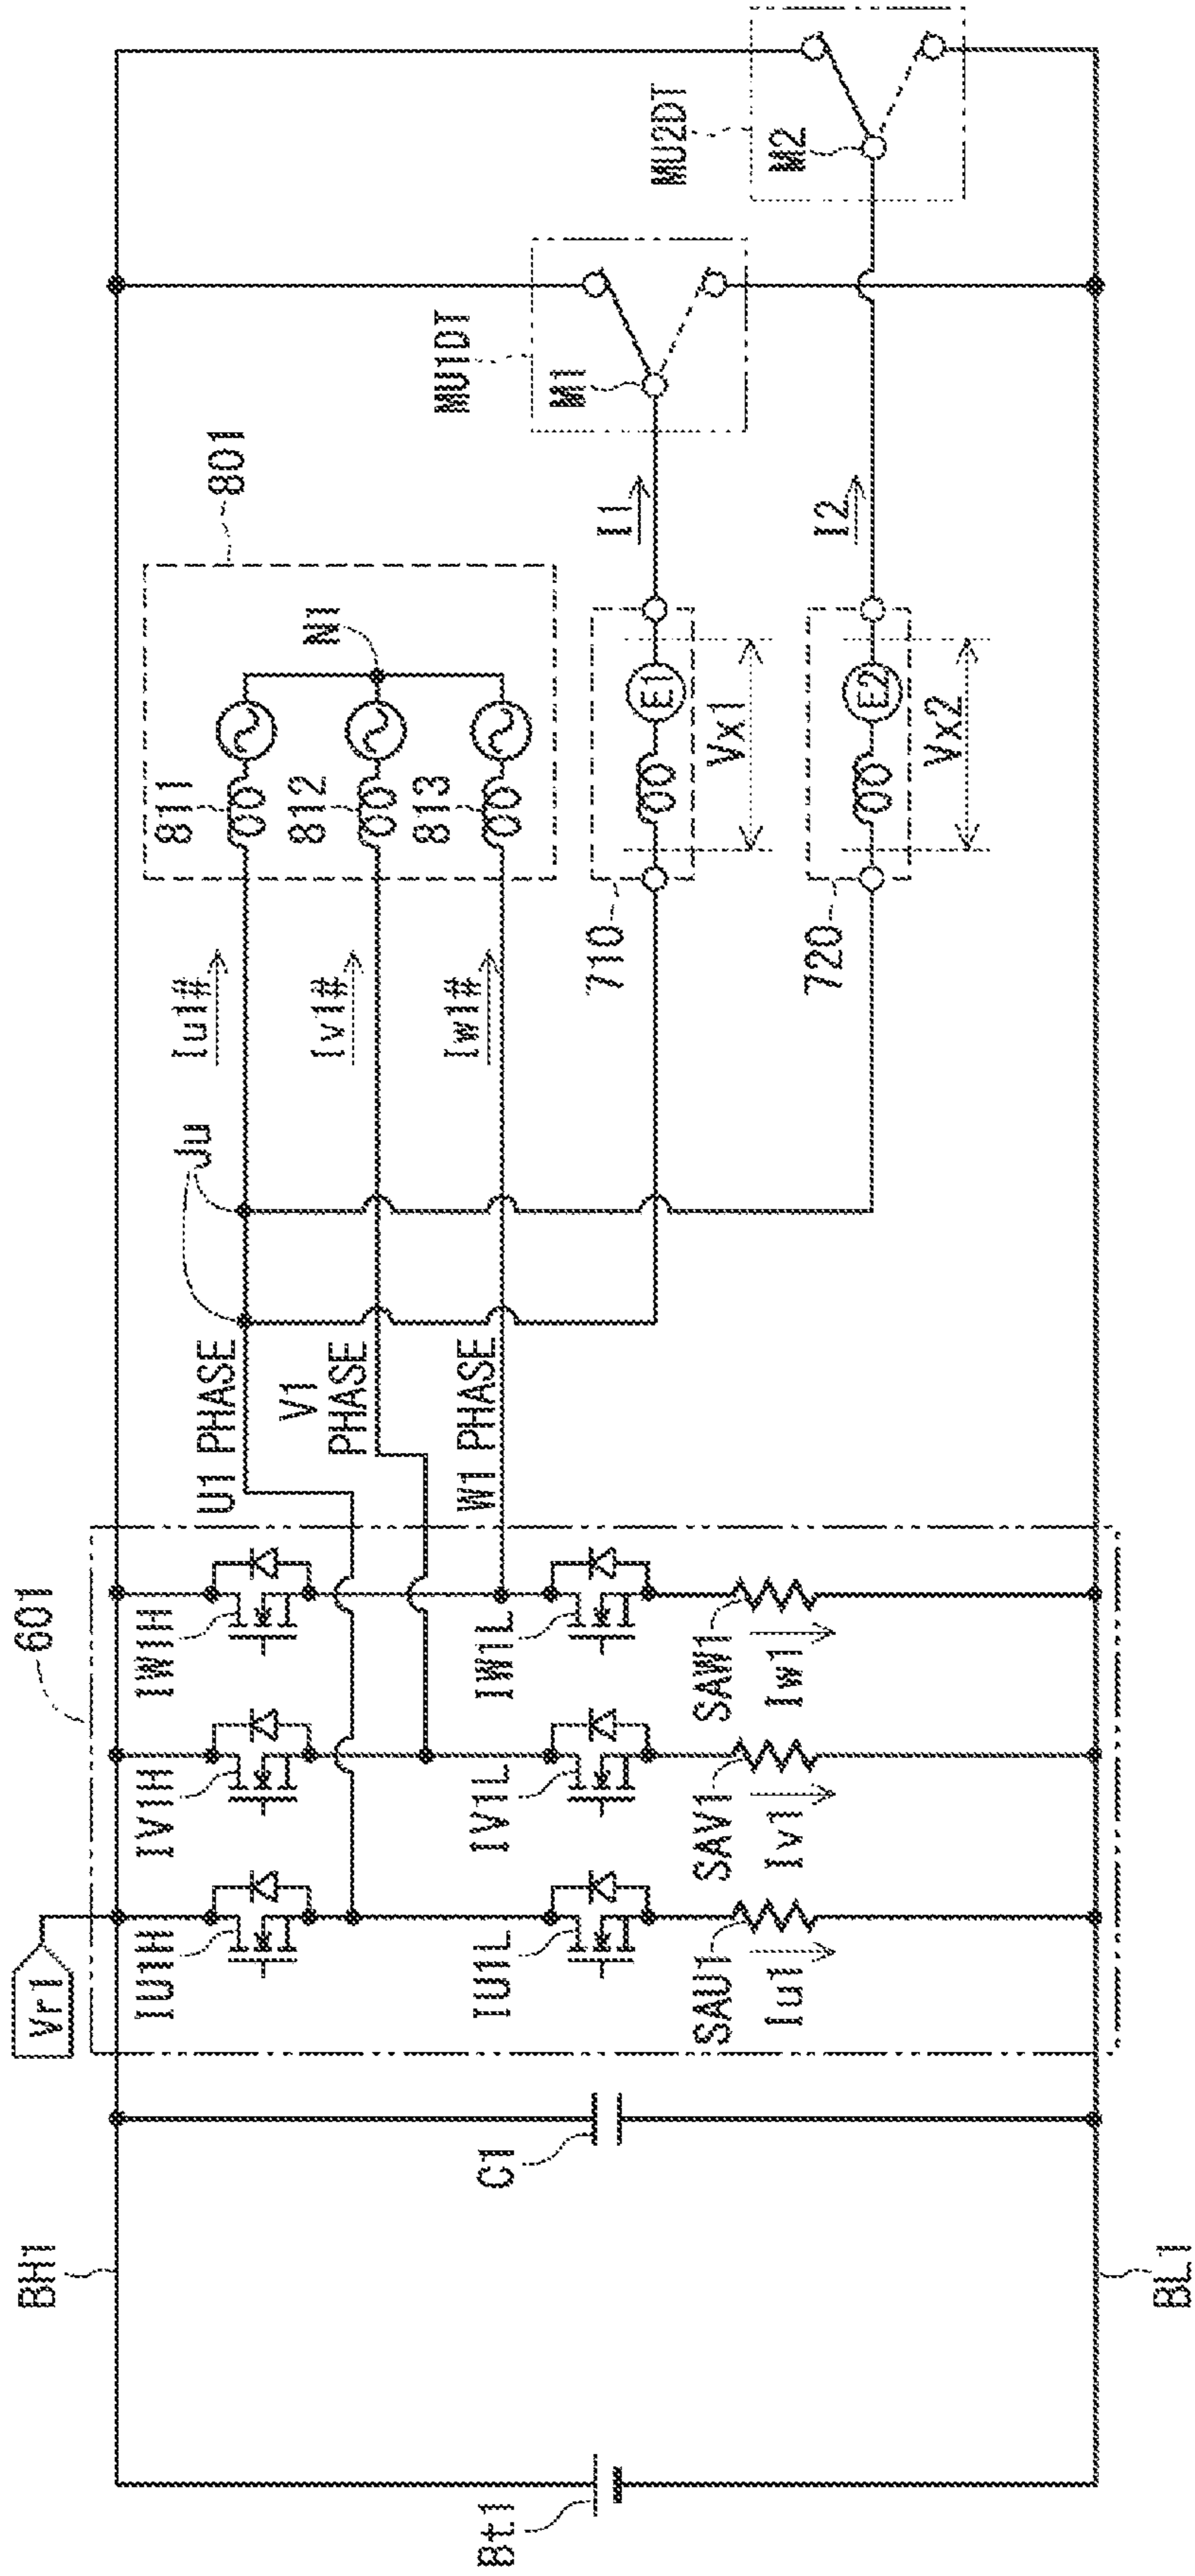 Bt1
BH1
BL1
C1
Vr1
601
IU1H
IV1H
IW1H
IU1L
IV1L
IW1L
SAU1
SAV1
SAW1
Iu1
Iv1
Iw1
U1 PHASE
V1
PHASE
W1 PHASE
Ju
Iu1#
Iv1#
Iw1#
801
811
812
813
N1
710
720
E1
E2
Vx1
Vx2
I1
I2
MU1DT
M1
MU2DT
M2